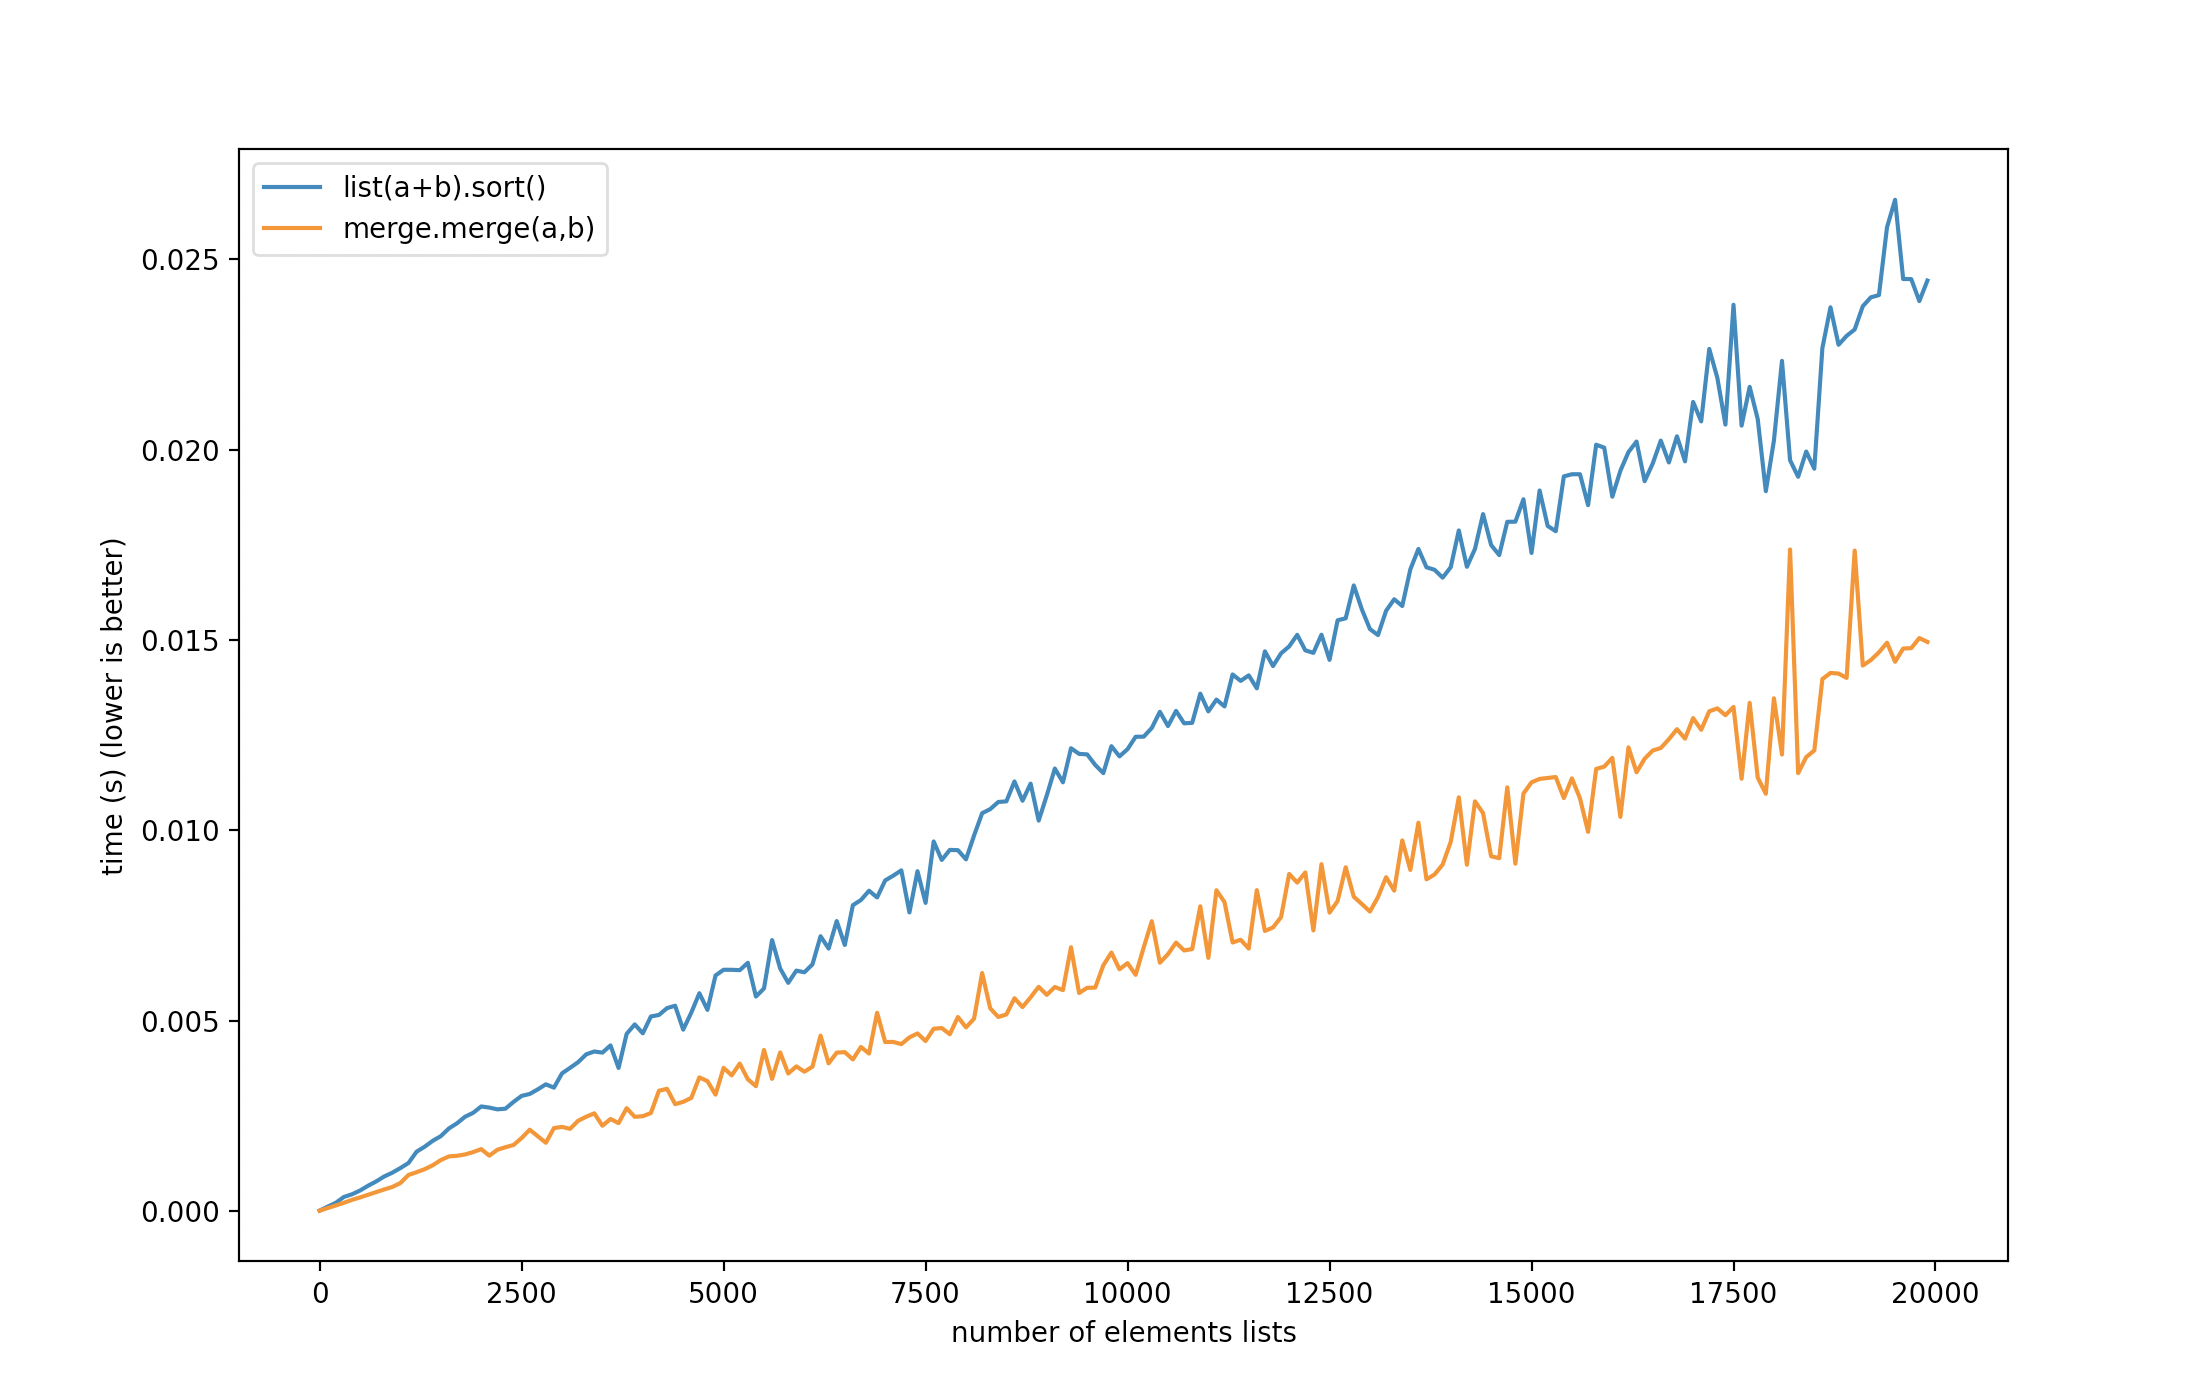 list(a+b).sort()
merge.merge(a,b)
0.025
0.020
0.015
0.010
0.005
0.000
time (s) (lower is better)
0 2500 5000 7500 10000 12500 15000 17500 20000
number of elements lists